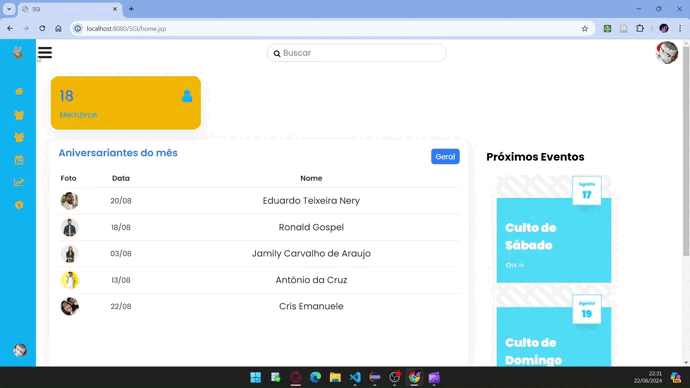 SGI
localhost:8080/SGI/home.jsp
Buscar
18
Membros
Aniversariantes do mês
Geral
Foto Data Nome
20/08 Eduardo Teixeira Nery
18/08 Ronald Gospel
03/08 Jamily Carvalho de Araujo
13/08 Antônio da Cruz
22/08 Cris Emanuele
Próximos Eventos
Agosto
17
Culto de
Sábado
Agosto
19
Culto de
Domingo
22:31
22/08/2024